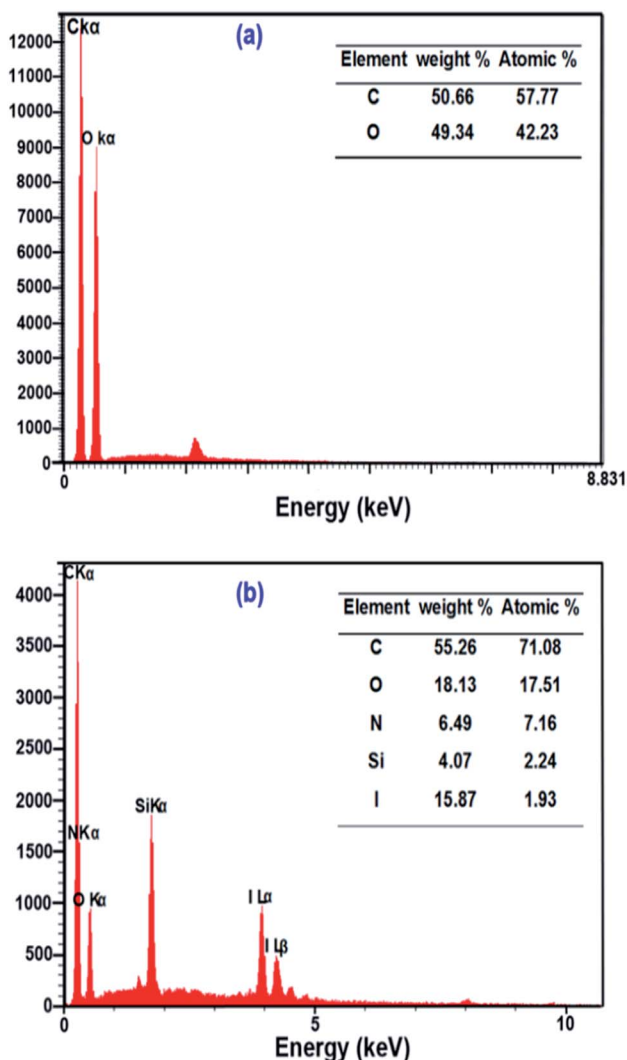 (a)
Ckα
O kα
12000
11000
10000
9000
8000
7000
6000
5000
4000
3000
2000
1000
0
Element weight % Atomic %
C 50.66 57.77
O 49.34 42.23
0 8.831
Energy (keV)
(b)
CKα
NKα
O Kα
SiKα
I Lα
I Lβ
4000
3500
3000
2500
2000
1500
1000
500
0
Element weight % Atomic %
C 55.26 71.08
O 18.13 17.51
N 6.49 7.16
Si 4.07 2.24
I 15.87 1.93
0 5 10
Energy (keV)